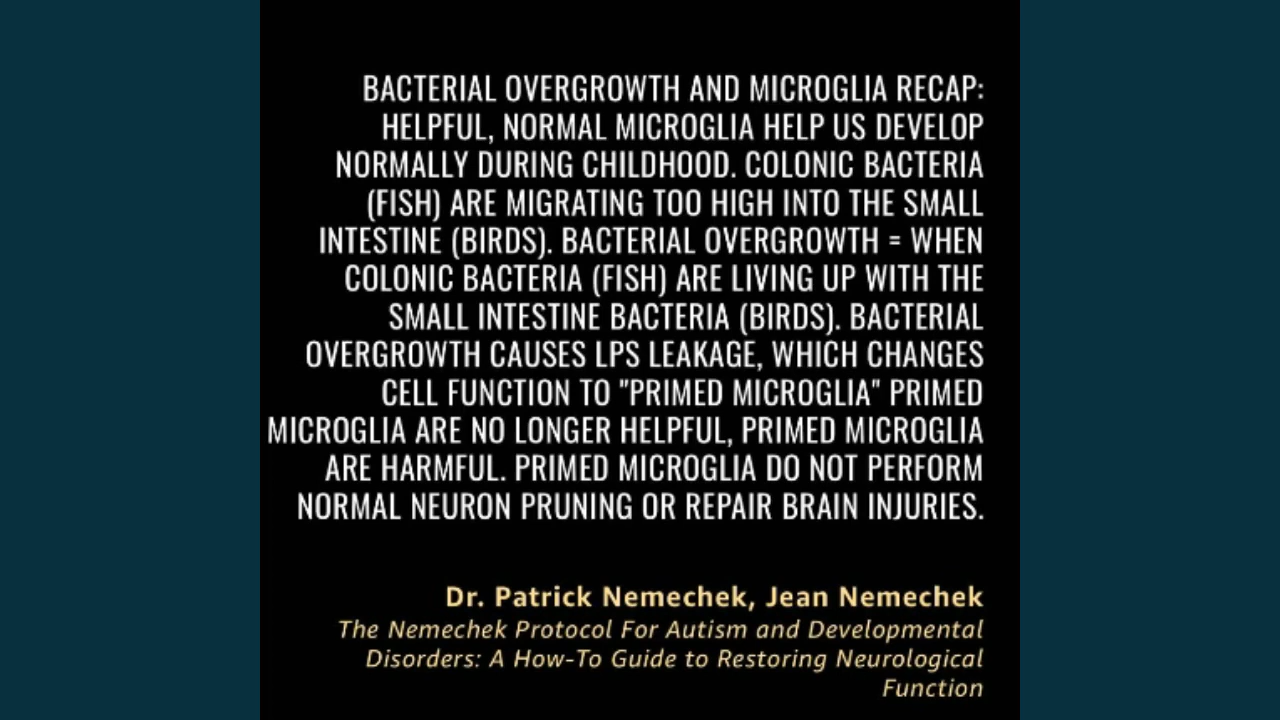 BACTERIAL OVERGROWTH AND MICROGLIA RECAP:
HELPFUL, NORMAL MICROGLIA HELP US DEVELOP
NORMALLY DURING CHILDHOOD. COLONIC BACTERIA
(FISH) ARE MIGRATING TOO HIGH INTO THE SMALL
INTESTINE (BIRDS). BACTERIAL OVERGROWTH = WHEN
COLONIC BACTERIA (FISH) ARE LIVING UP WITH THE
SMALL INTESTINE BACTERIA (BIRDS). BACTERIAL
OVERGROWTH CAUSES LPS LEAKAGE, WHICH CHANGES
CELL FUNCTION TO "PRIMED MICROGLIA" PRIMED
MICROGLIA ARE NO LONGER HELPFUL, PRIMED MICROGLIA
ARE HARMFUL. PRIMED MICROGLIA DO NOT PERFORM
NORMAL NEURON PRUNING OR REPAIR BRAIN INJURIES.
Dr. Patrick Nemechek, Jean Nemechek
The Nemechek Protocol For Autism and Developmental
Disorders: A How-To Guide to Restoring Neurological
Function